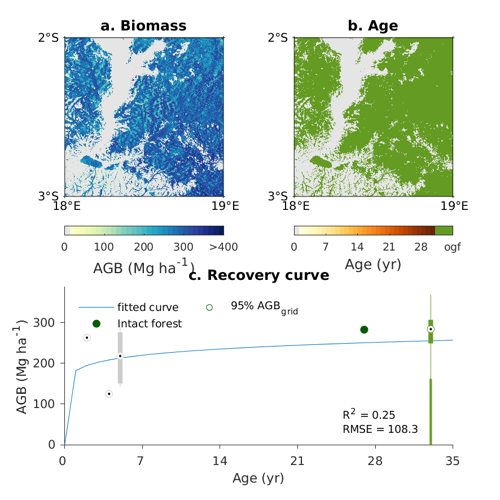 a. Biomass
b. Age
2°S
2°S
3°S
3°S
18°E
19°E
18°E
19°E
0 100 200 300 >400
0 7 14 21 28 ogf
AGB (Mg ha⁻¹)
Age (yr)
c. Recovery curve
fitted curve
95% AGB_grid
Intact forest
300
200
100
0
AGB (Mg ha⁻¹)
R² = 0.25
RMSE = 108.3
0 7 14 21 28 35
Age (yr)